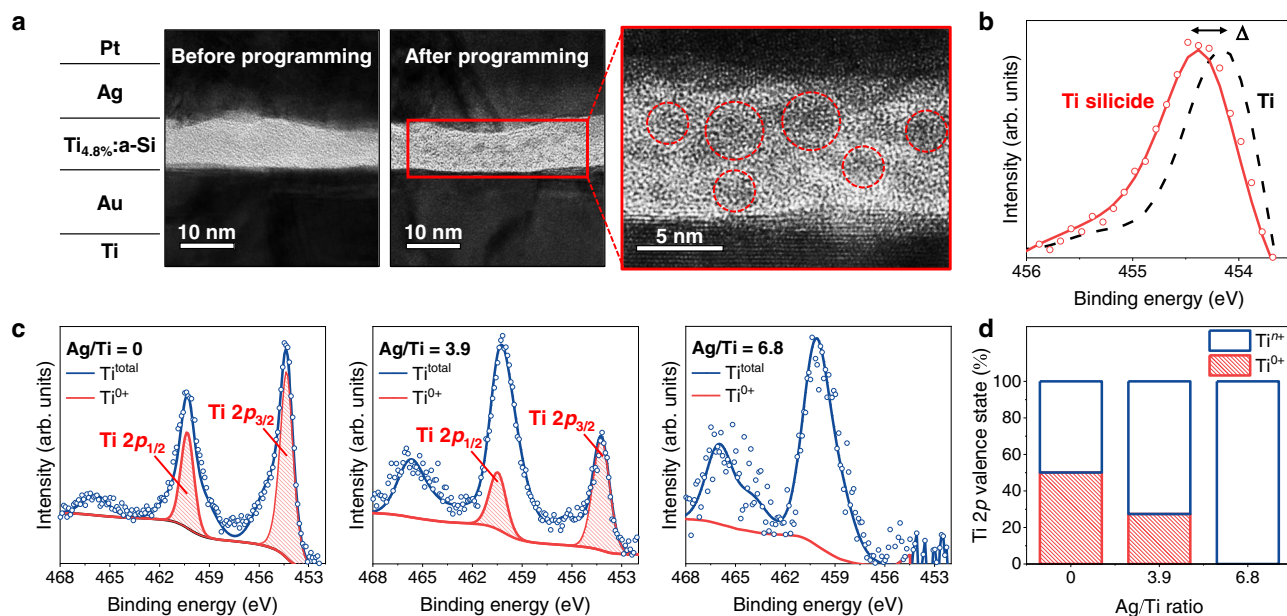 a
Pt
Ag
Ti4.8%:a-Si
Au
Ti
Before programming
10 nm
After programming
10 nm
5 nm
b
Δ
Ti silicide
Ti
Intensity (arb. units)
456
455
454
Binding energy (eV)
c
Ag/Ti = 0
Ti^total
Ti^0+
Ti 2p3/2
Ti 2p1/2
Intensity (arb. units)
468
465
462
459
456
453
Binding energy (eV)
Ag/Ti = 3.9
Ti^total
Ti^0+
Ti 2p3/2
Ti 2p1/2
Intensity (arb. units)
468
465
462
459
456
453
Binding energy (eV)
Ag/Ti = 6.8
Ti^total
Ti^0+
Intensity (arb. units)
468
465
462
459
456
453
Binding energy (eV)
d
Ti^n+
Ti^0+
Ti 2p valence state (%)
100
80
60
40
20
0
0
3.9
6.8
Ag/Ti ratio